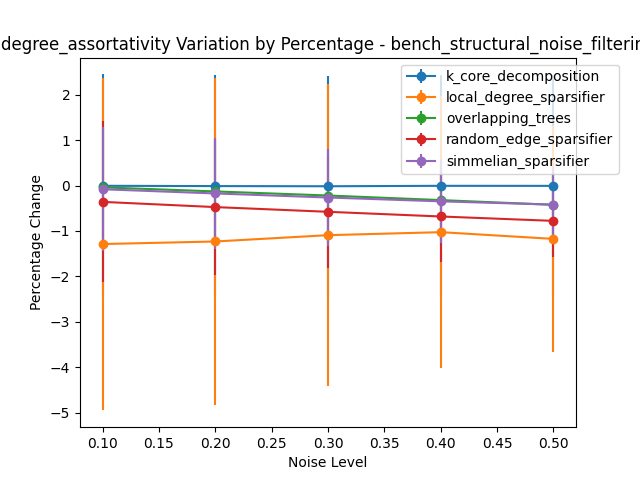 degree_assortativity Variation by Percentage - bench_structural_noise_filterin
k_core_decomposition
local_degree_sparsifier
overlapping_trees
random_edge_sparsifier
simmelian_sparsifier
Percentage Change
2
1
0
−1
−2
−3
−4
−5
0.10 0.15 0.20 0.25 0.30 0.35 0.40 0.45 0.50
Noise Level